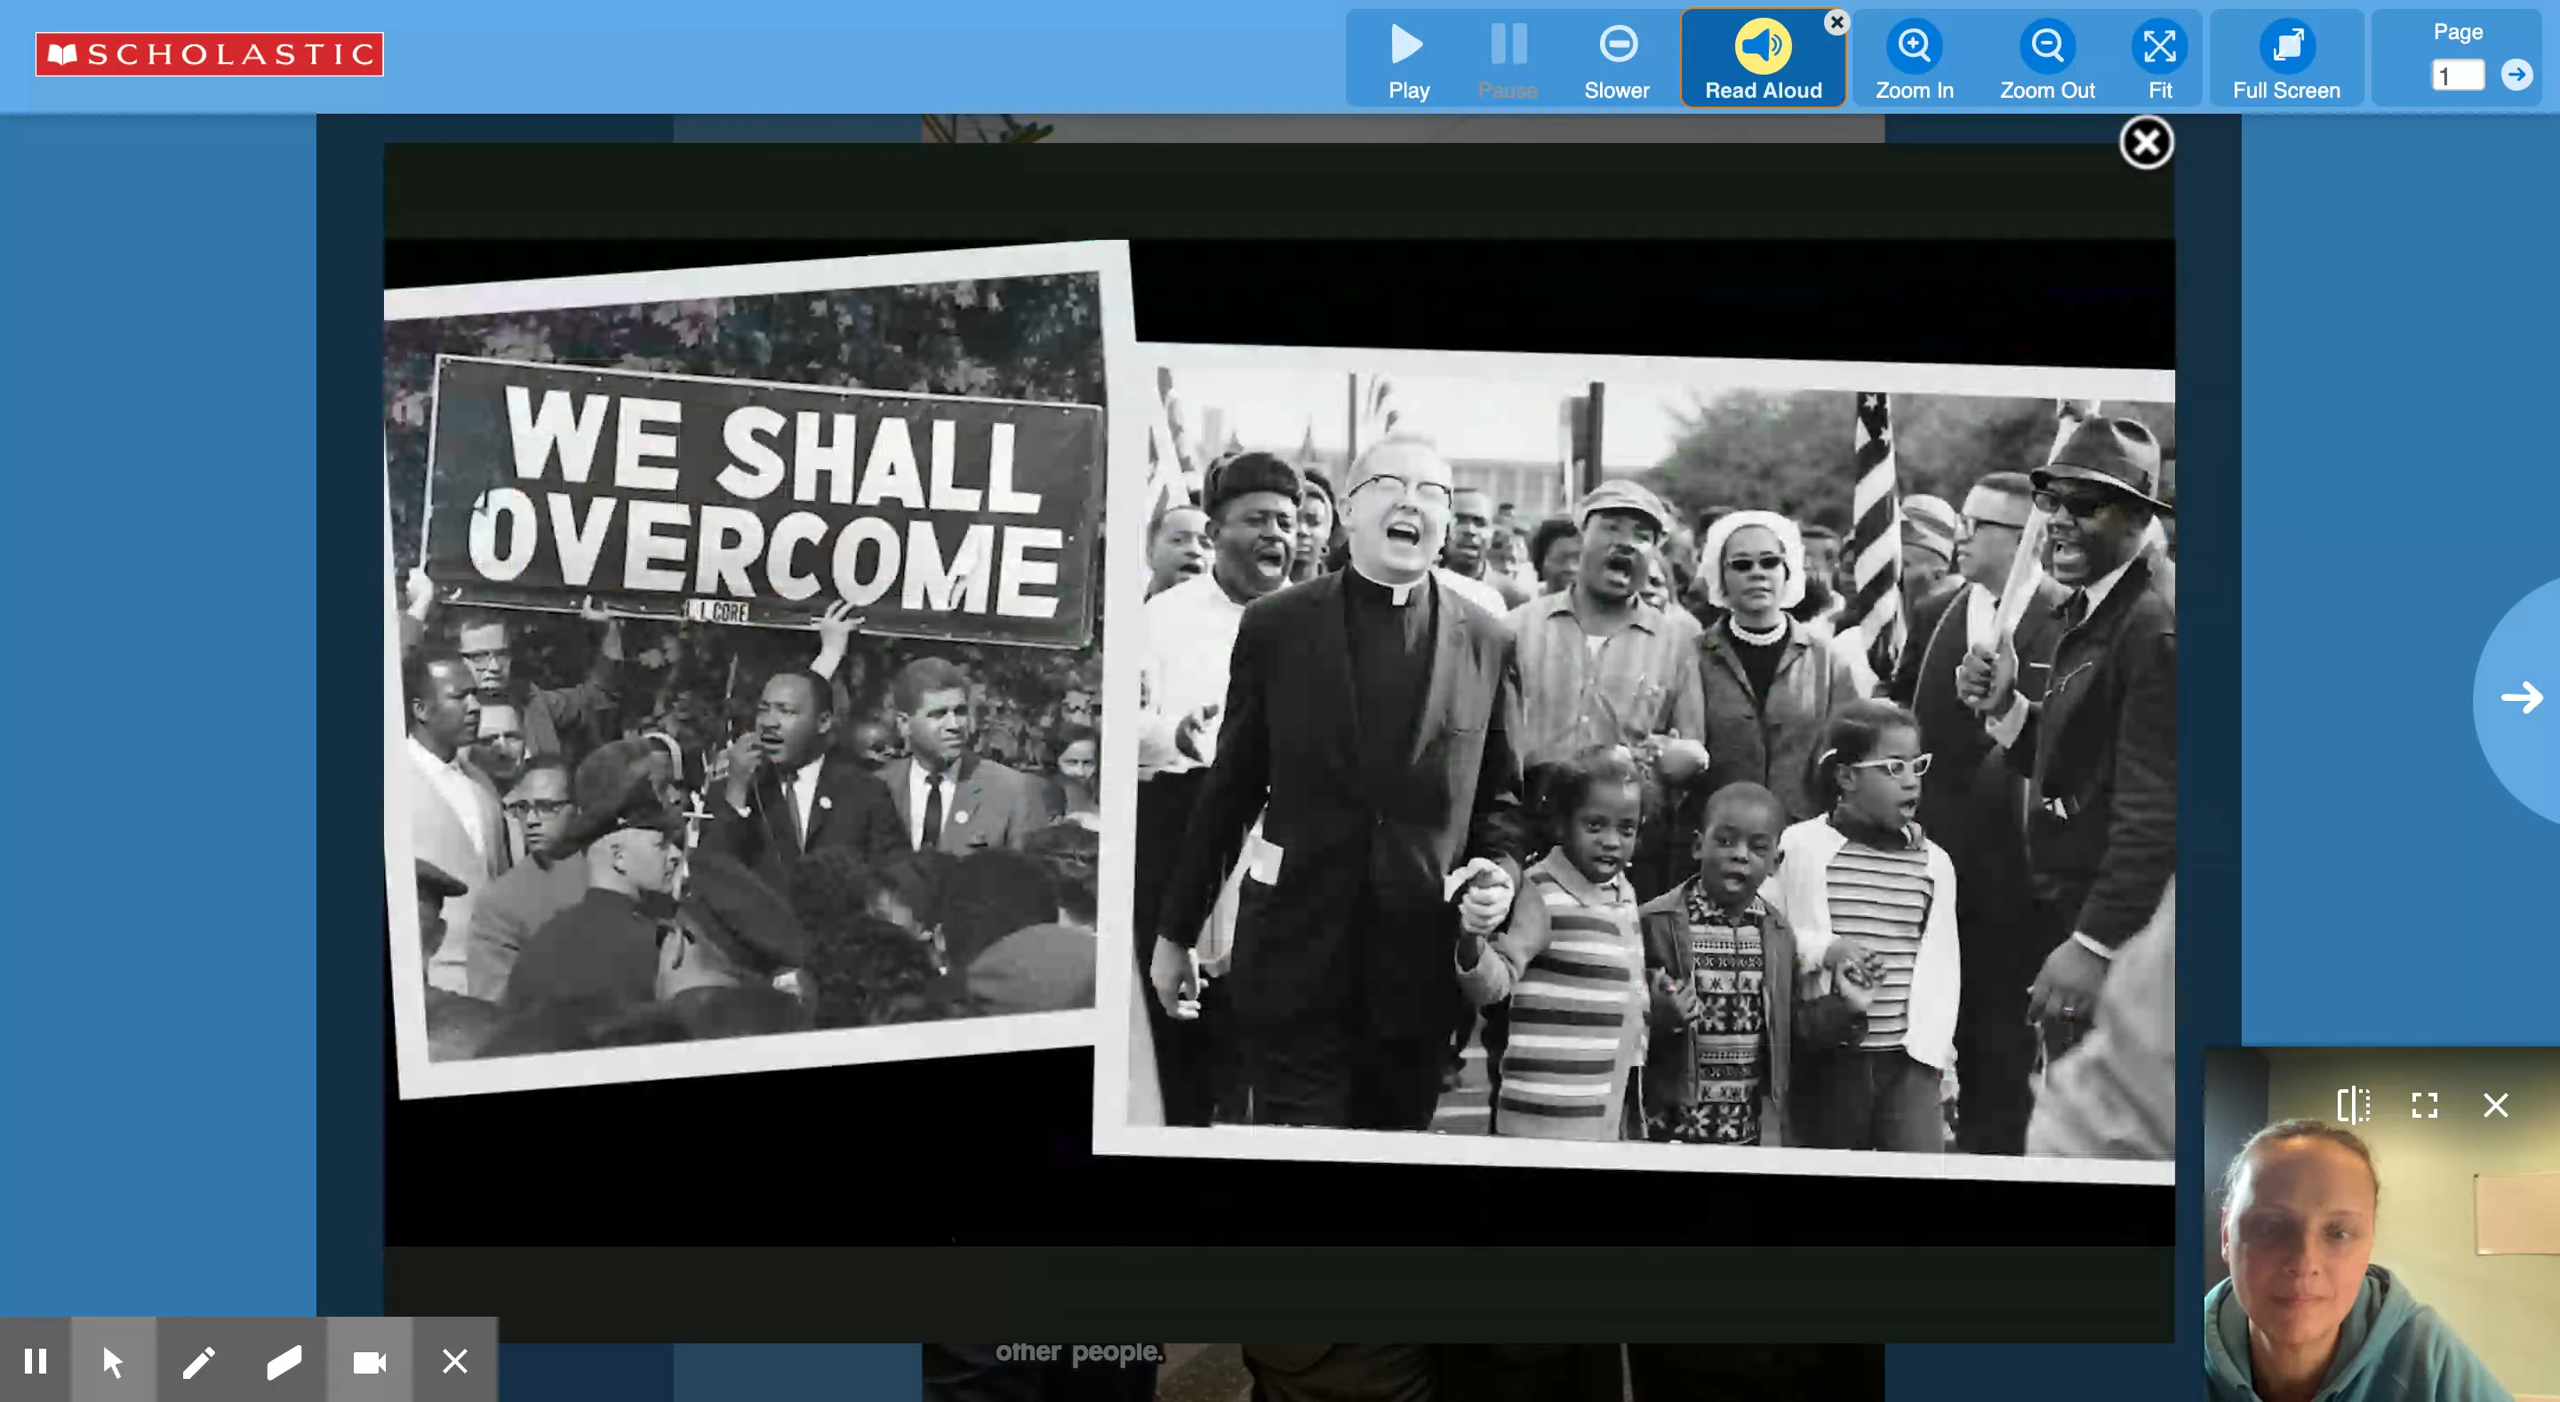 SCHOLASTIC
Play
Pause
Slower
Read Aloud
Zoom In
Zoom Out
Fit
Full Screen
Page
1
WE SHALL
OVERCOME
CORE
other people.